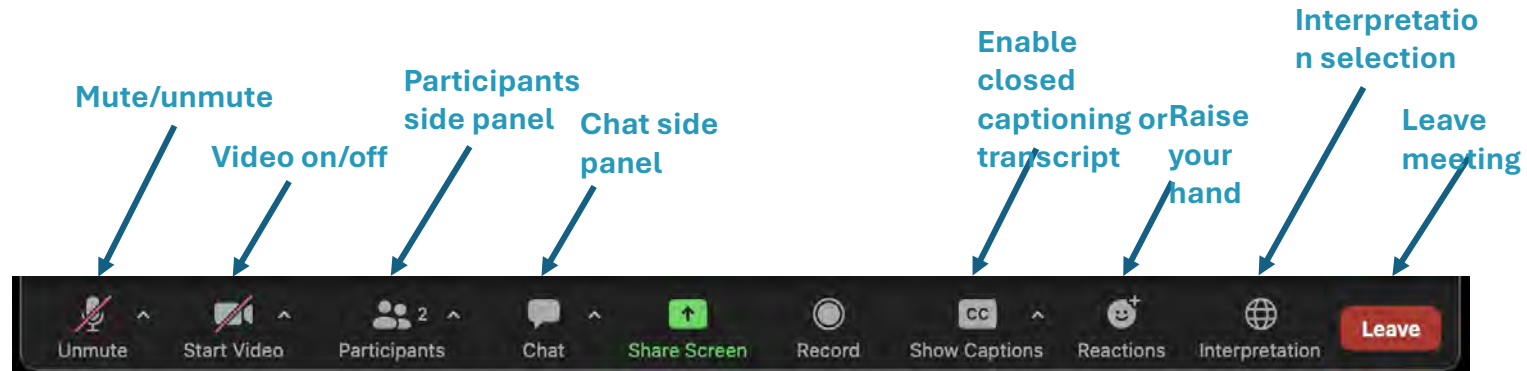 Mute/unmute
Video on/off
Participants
side panel
Chat side
panel
Enable
closed
captioning or
transcript
Raise
your
hand
Interpretatio
n selection
Leave
meeting
Unmute
Start Video
2
Participants
Chat
Share Screen
Record
CC
Show Captions
Reactions
Interpretation
Leave